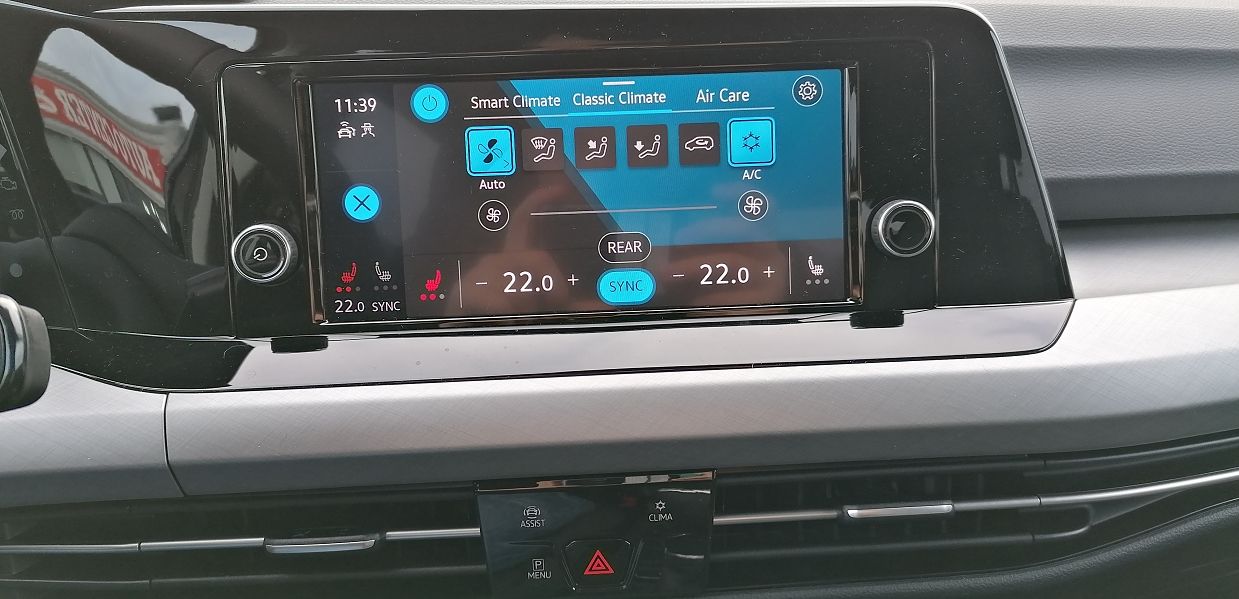 11:39
Smart Climate Classic Climate Air Care
Auto
A/C
REAR
- 22.0 + SYNC - 22.0 +
22.0 SYNC
ASSIST
CLIMA
P
MENU
AUTOCENTER